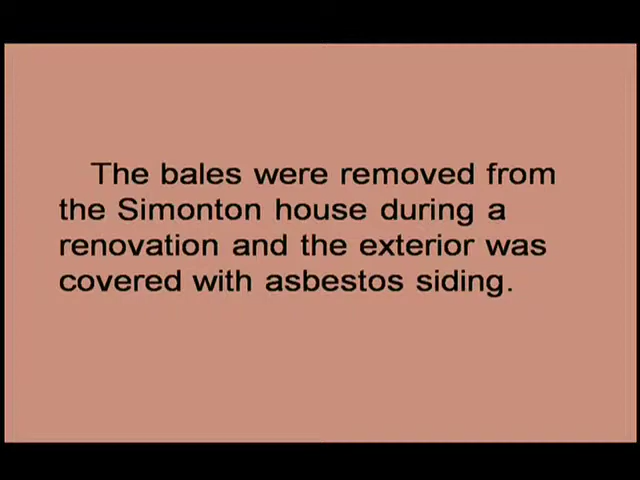 The bales were removed from
the Simonton house during a
renovation and the exterior was
covered with asbestos siding.